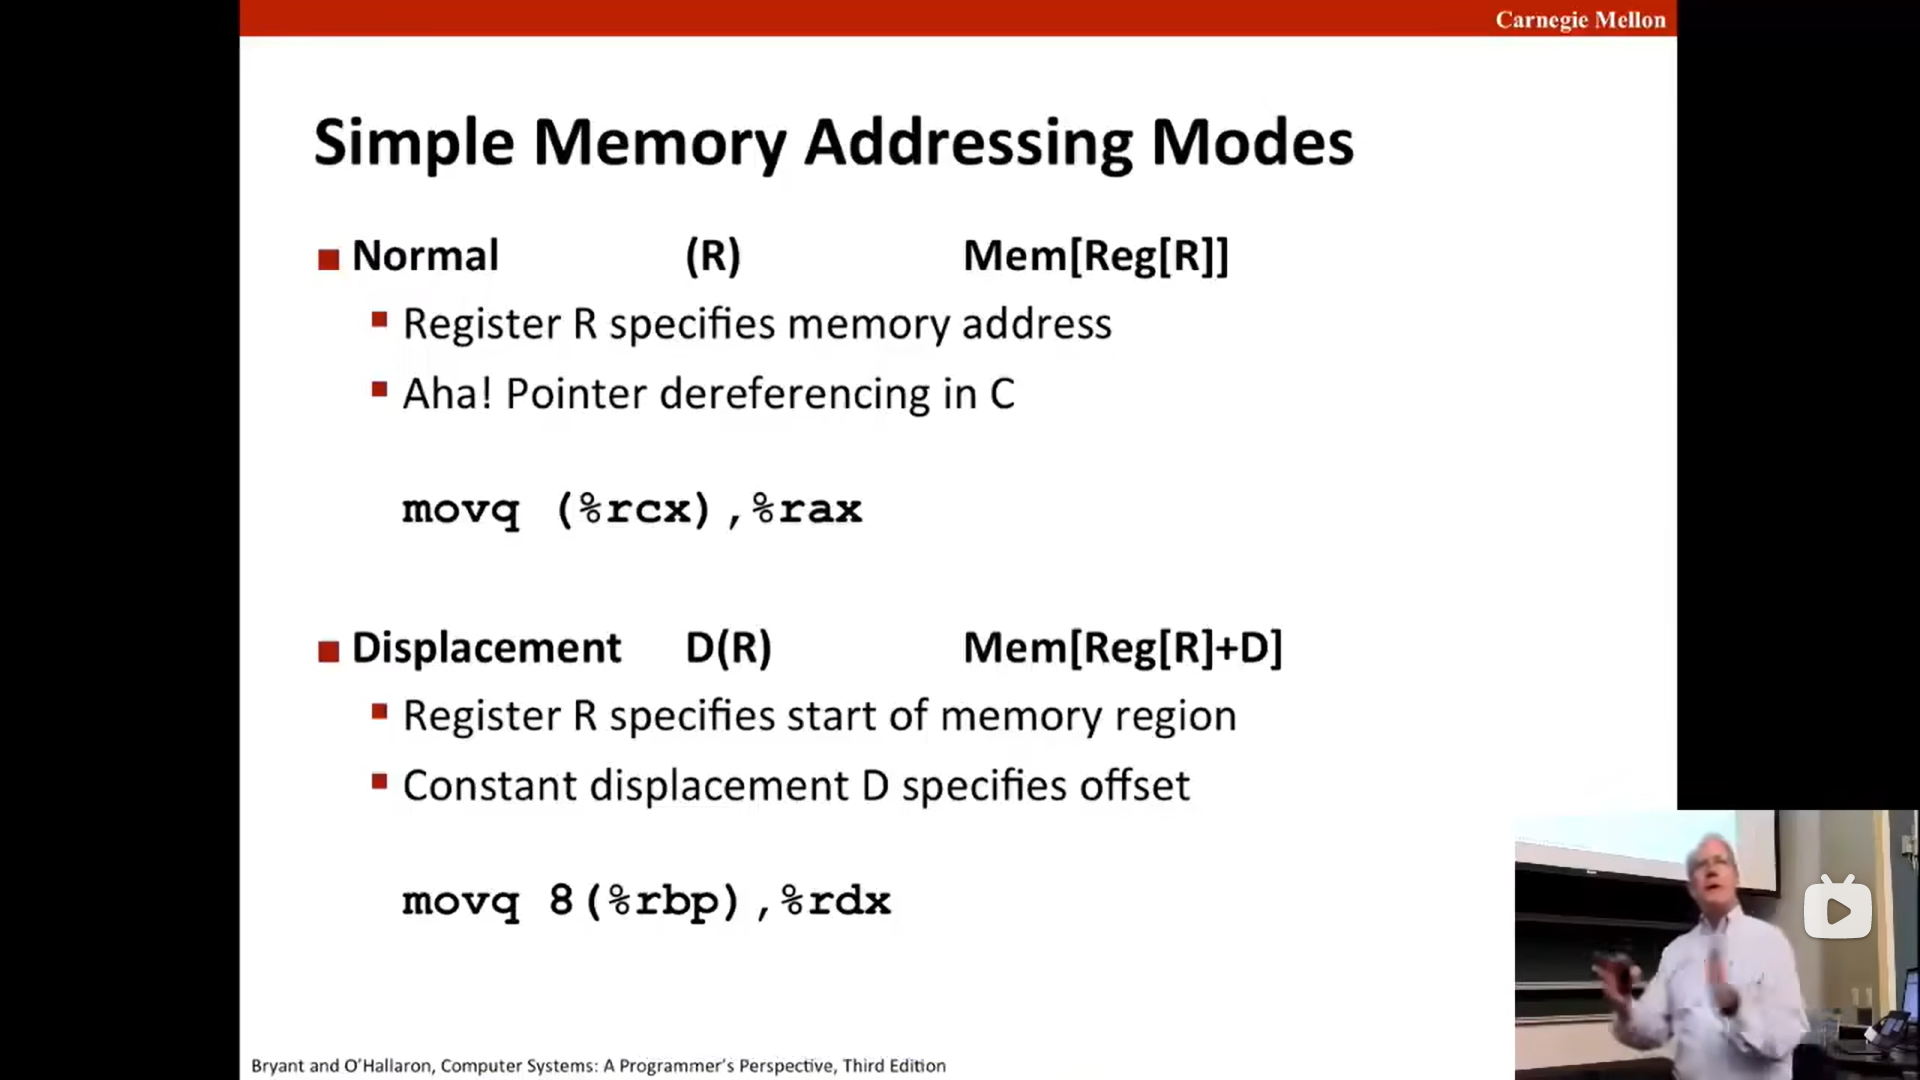 Carnegie Mellon
Simple Memory Addressing Modes
Normal (R) Mem[Reg[R]]
Register R specifies memory address
Aha! Pointer dereferencing in C
movq (%rcx),%rax
Displacement D(R) Mem[Reg[R]+D]
Register R specifies start of memory region
Constant displacement D specifies offset
movq 8(%rbp),%rdx
Bryant and O'Hallaron, Computer Systems: A Programmer's Perspective, Third Edition